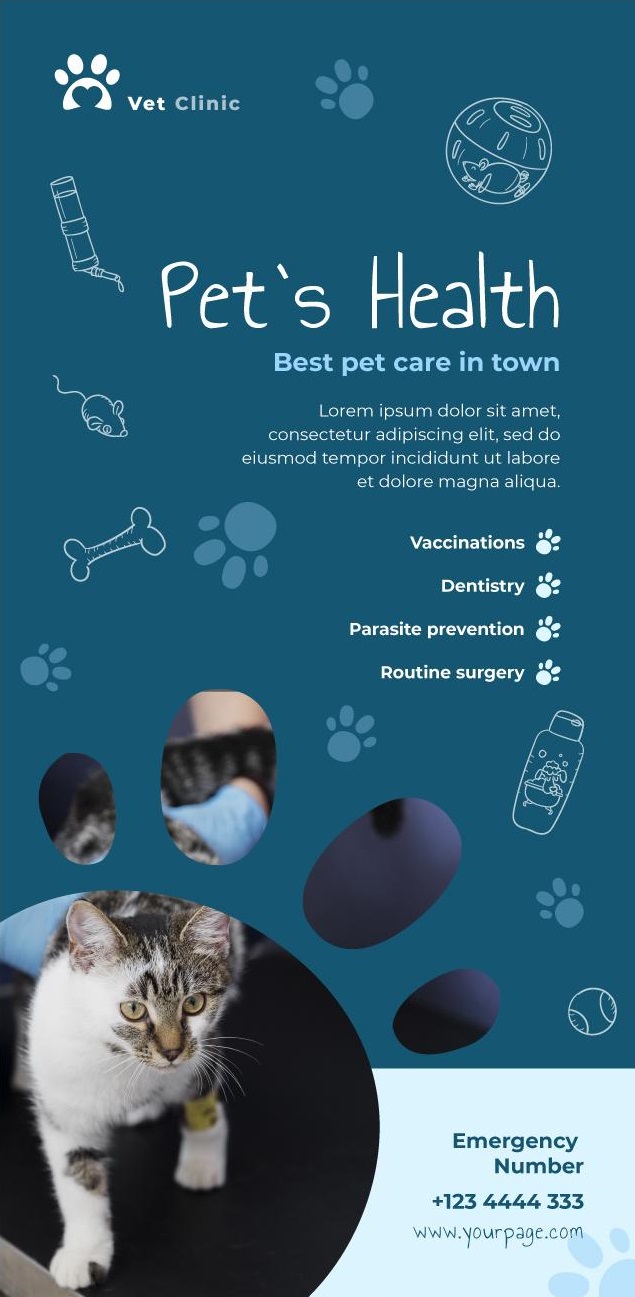 Vet Clinic
Pet`s Health
Best pet care in town
Lorem ipsum dolor sit amet,
consectetur adipiscing elit, sed do
eiusmod tempor incididunt ut labore
et dolore magna aliqua.
Vaccinations
Dentistry
Parasite prevention
Routine surgery
Emergency
Number
+123 4444 333
www.yourpage.com